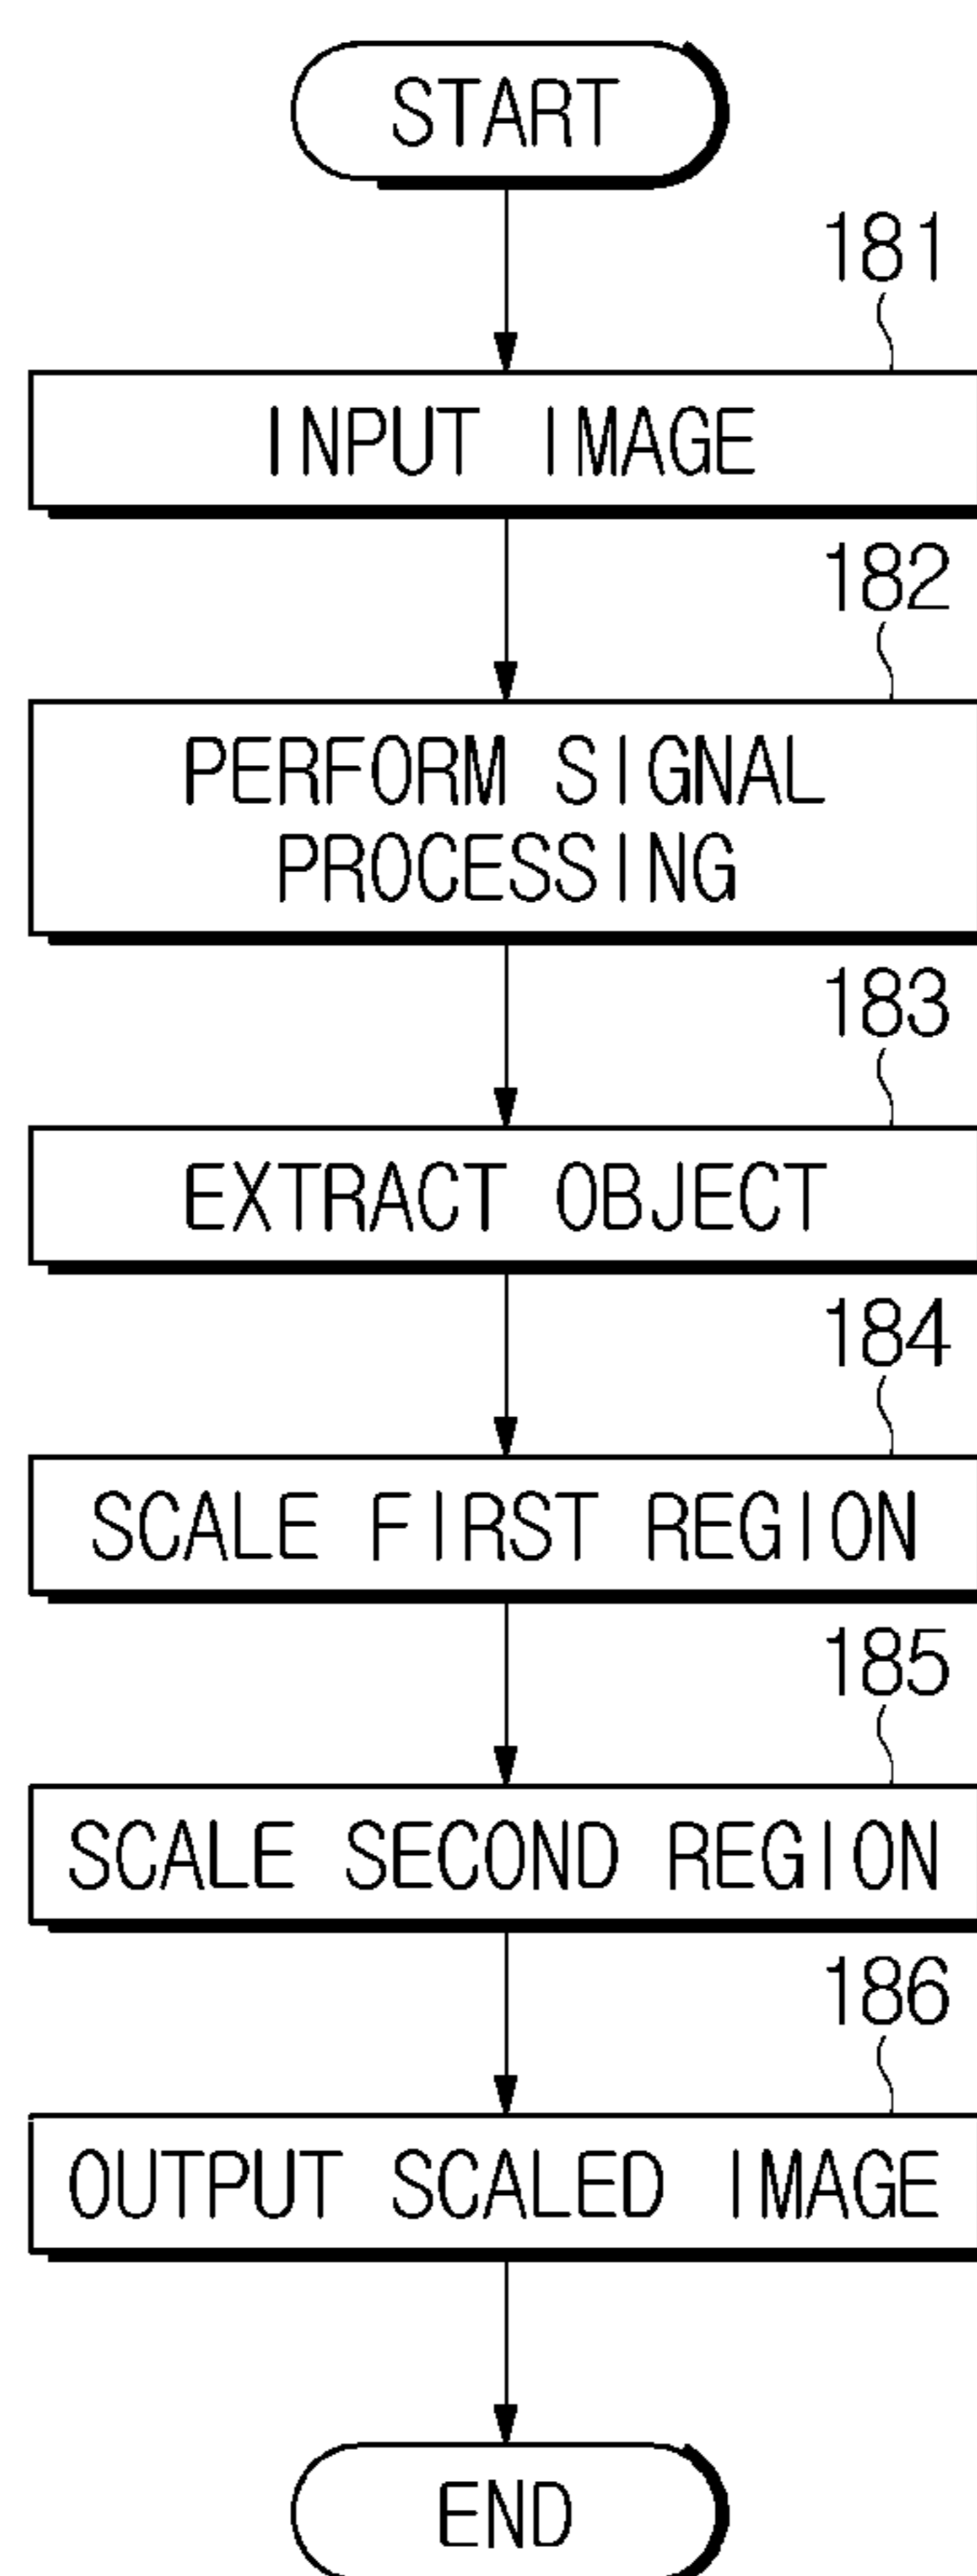 START
181
INPUT IMAGE
182
PERFORM SIGNAL
PROCESSING
183
EXTRACT OBJECT
184
SCALE FIRST REGION
185
SCALE SECOND REGION
186
OUTPUT SCALED IMAGE
END